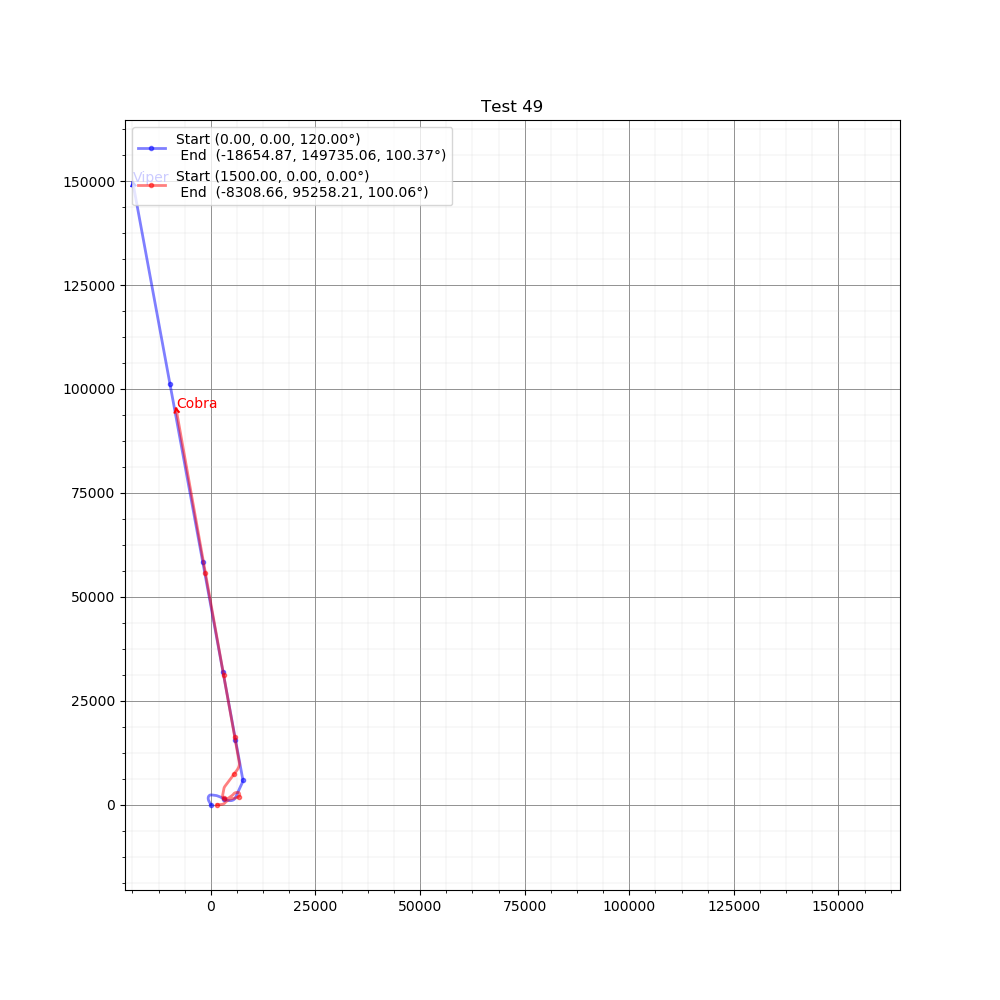 Test 49
Start (0.00, 0.00, 120.00°)
End (-18654.87, 149735.06, 100.37°)
Start (1500.00, 0.00, 0.00°)
End (-8308.66, 95258.21, 100.06°)
Viper
Cobra
150000
125000
100000
75000
50000
25000
0
0
25000
50000
75000
100000
125000
150000